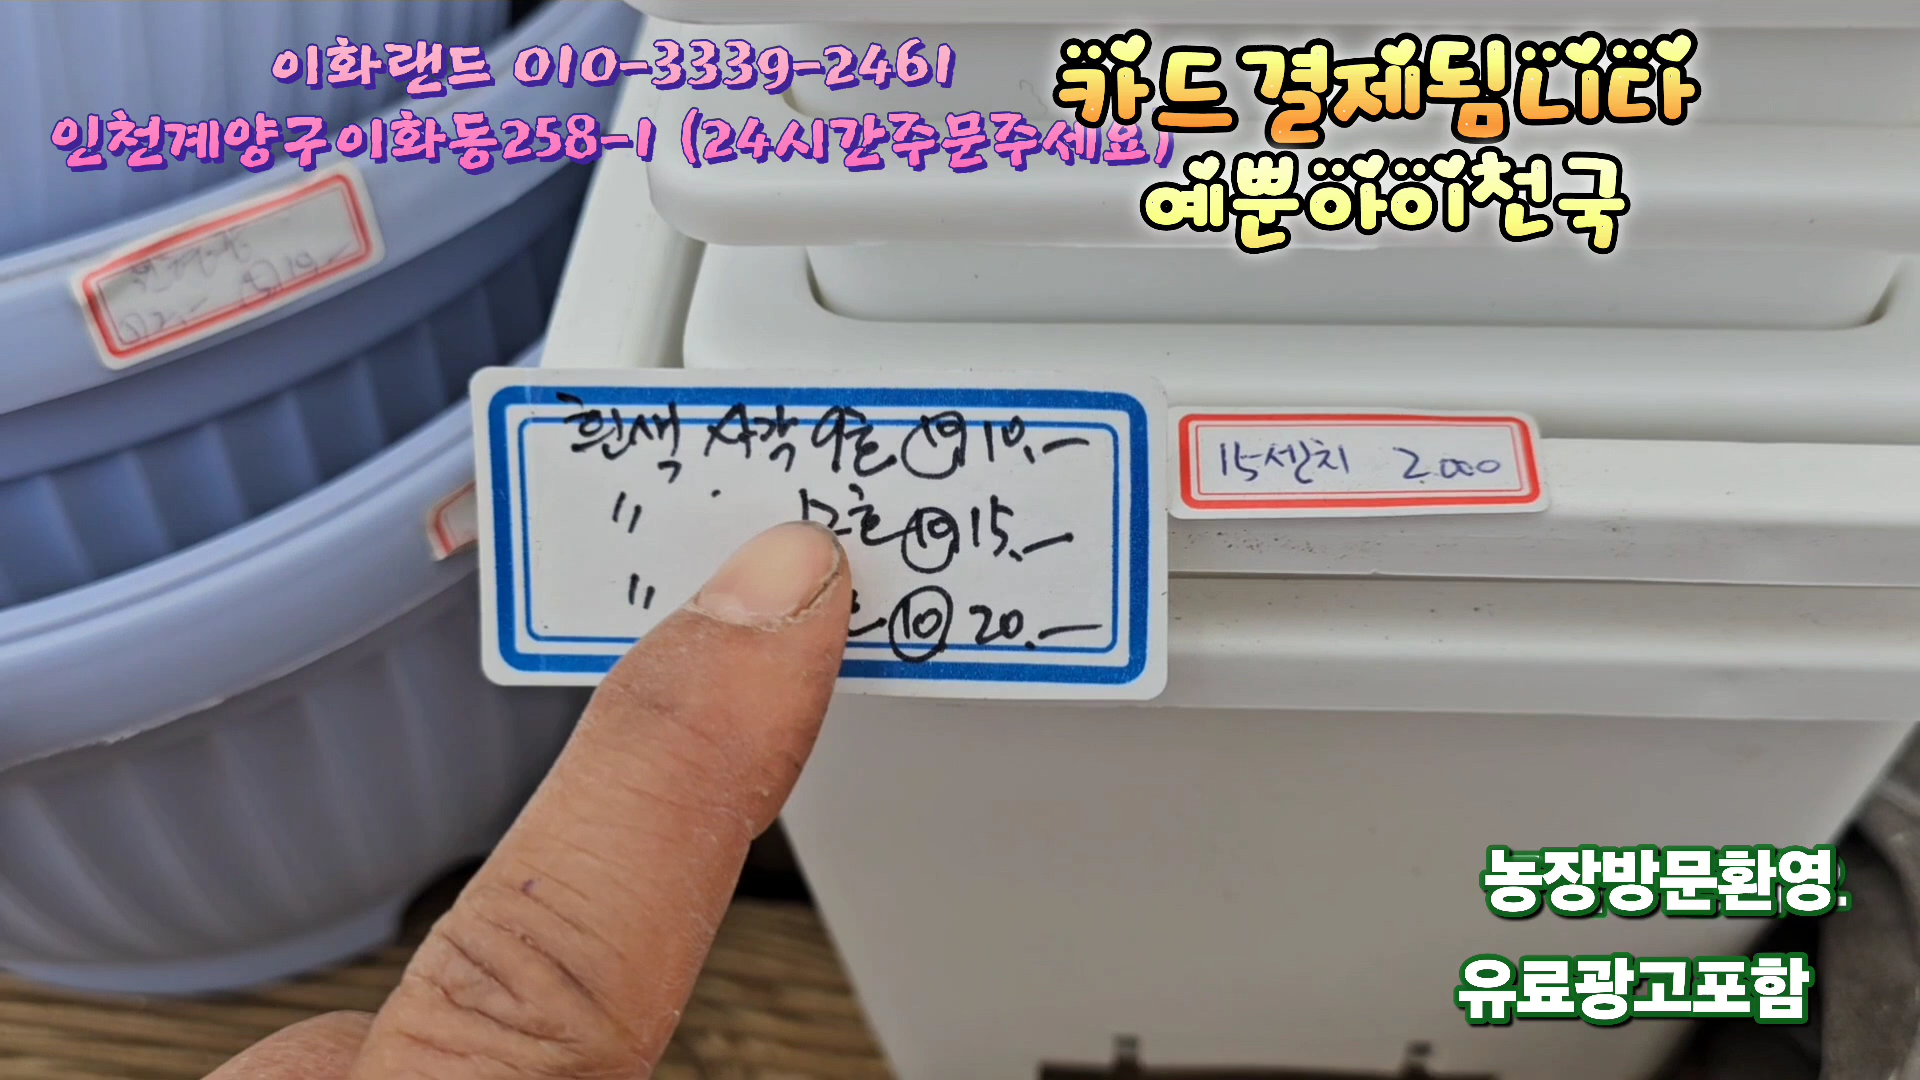 이화랜드 010-3339-2461
인천계양구이화동258-1 (24시간주문주세요)
카드결제됩니다
예쁜아이천국
흰색 사각 9호 ⑩ 10.-
〃 12호 ⑩ 15.-
〃 호 ⑩ 20.-
15센치 2.000
농장방문환영
유료광고포함